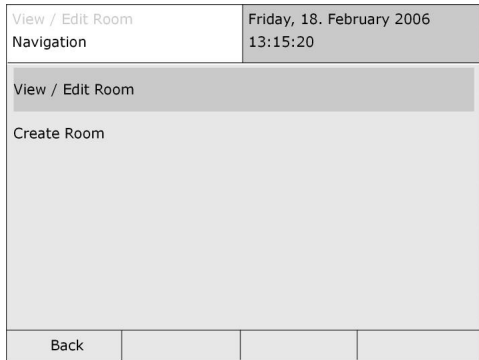 View / Edit Room
Navigation
Friday, 18. February 2006
13:15:20
View / Edit Room
Create Room
Back